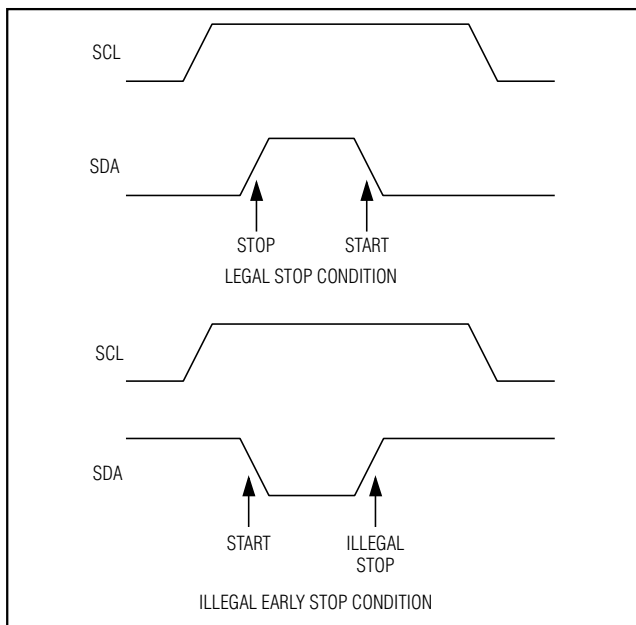 SCL
SDA
STOP START
LEGAL STOP CONDITION
SCL
SDA
START ILLEGAL
STOP
ILLEGAL EARLY STOP CONDITION